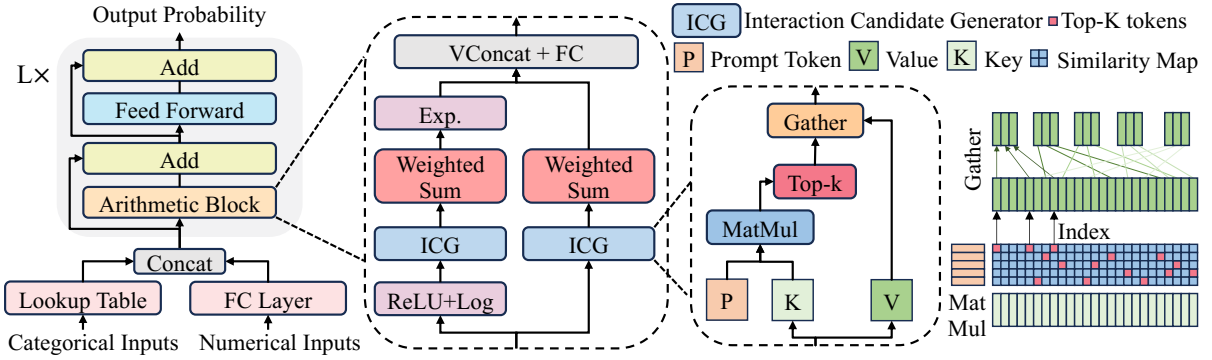 Output Probability
L×
Add
Feed Forward
Add
Arithmetic Block
Concat
Lookup Table
FC Layer
Categorical Inputs
Numerical Inputs
VConcat + FC
Exp.
Weighted
Sum
Weighted
Sum
ICG
ICG
ReLU+Log
ICG Interaction Candidate Generator Top-K tokens
P Prompt Token V Value K Key Similarity Map
Gather
Top-k
MatMul
P
K
V
Gather
Index
Mat
Mul